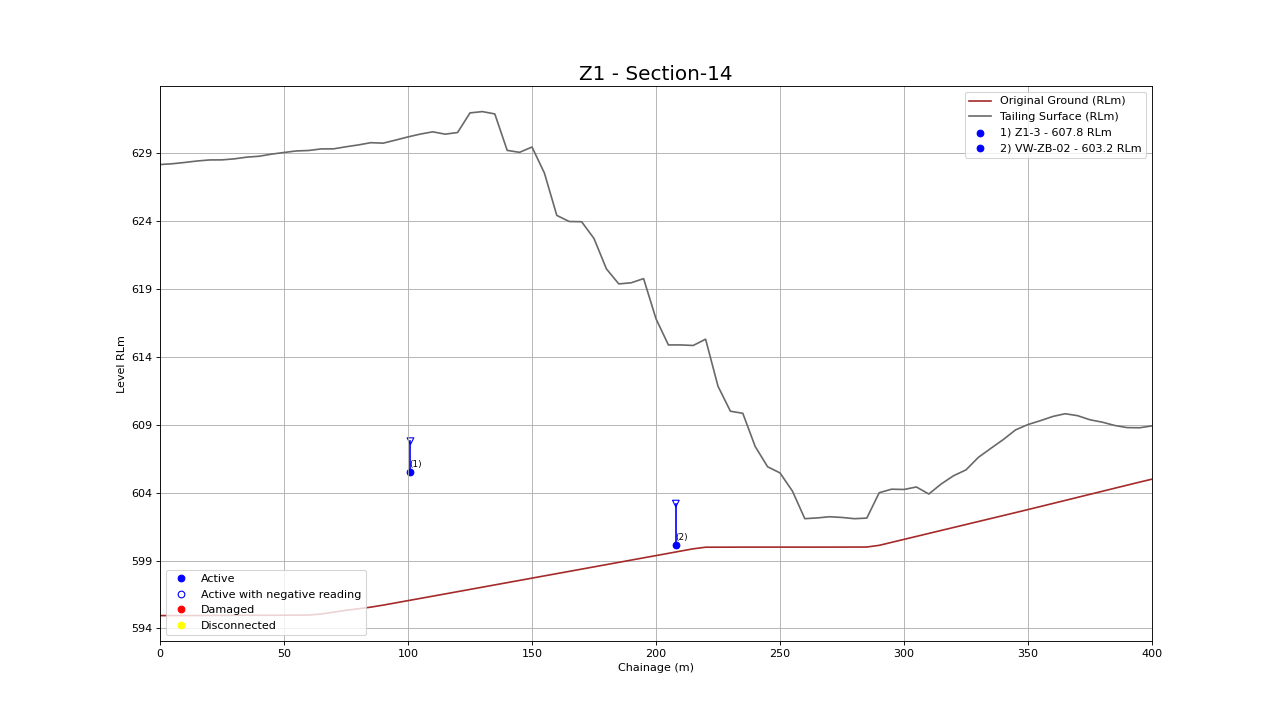 Z1 - Section-14
Original Ground (RLm)
Tailing Surface (RLm)
1) Z1-3 - 607.8 RLm
2) VW-ZB-02 - 603.2 RLm
629
624
619
614
609
604
599
594
Level RLm
(1)
(2)
Active
Active with negative reading
Damaged
Disconnected
0 50 100 150 200 250 300 350 400
Chainage (m)